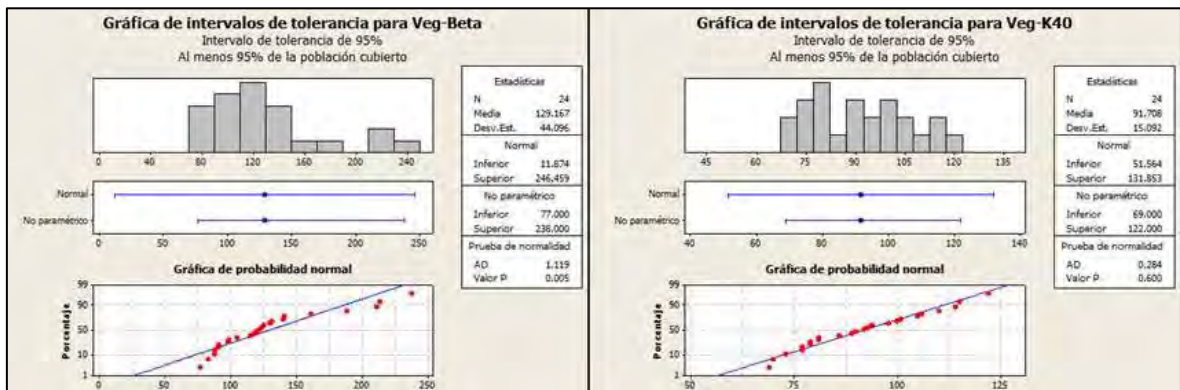 Gráfica de intervalos de tolerancia para Veg-Beta
Intervalo de tolerancia de 95%
Al menos 95% de la población cubierto
0 40 80 120 160 200 240
Normal
No paramétrico
0 50 100 150 200 250
Gráfica de probabilidad normal
Porcentaje
99
90
50
10
1
0 50 100 150 200 250
Estadísticas
N 24
Media 129.167
Desv.Est. 44.096
Normal
Inferior 11.874
Superior 246.459
No paramétrico
Inferior 77.000
Superior 238.000
Prueba de normalidad
AD 1.119
Valor P 0.005
Gráfica de intervalos de tolerancia para Veg-K40
Intervalo de tolerancia de 95%
Al menos 95% de la población cubierto
45 60 75 90 105 120 135
Normal
No paramétrico
40 60 80 100 120 140
Gráfica de probabilidad normal
Porcentaje
99
90
50
10
1
50 75 100 125
Estadísticas
N 24
Media 91.708
Desv.Est. 15.092
Normal
Inferior 51.564
Superior 131.853
No paramétrico
Inferior 69.000
Superior 122.000
Prueba de normalidad
AD 0.284
Valor P 0.600